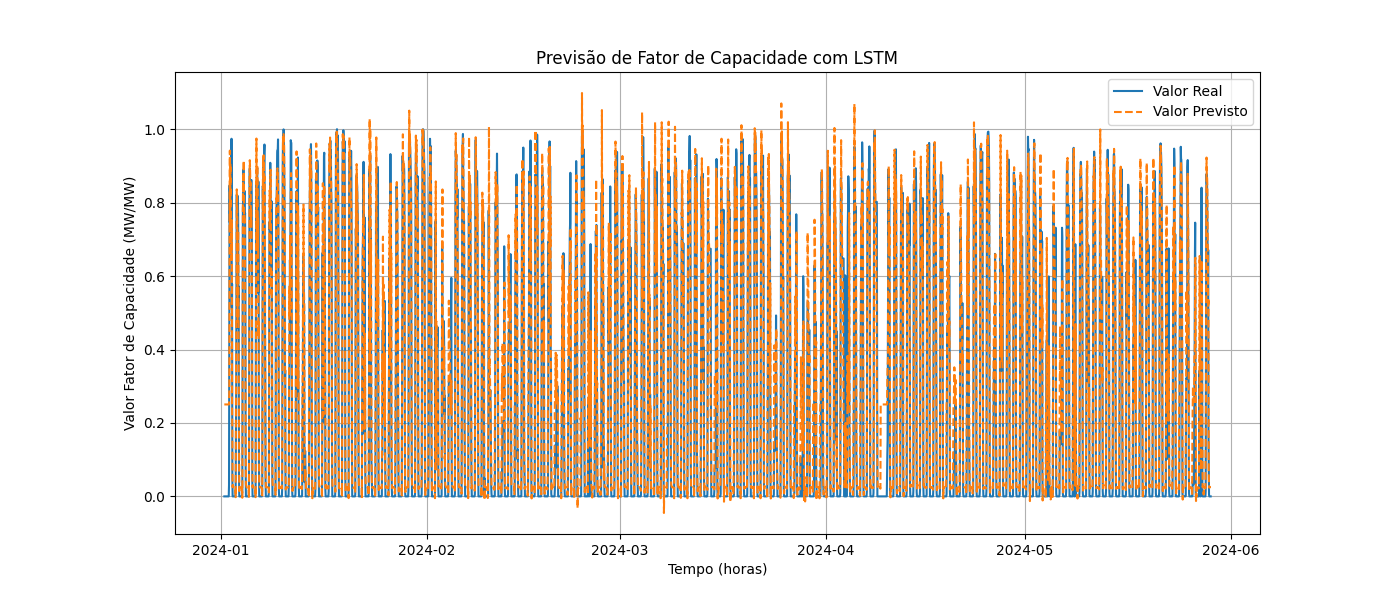 Previsão de Fator de Capacidade com LSTM
Valor Real
Valor Previsto
Valor Fator de Capacidade (MW/MW)
1.0
0.8
0.6
0.4
0.2
0.0
2024-01
2024-02
2024-03
2024-04
2024-05
2024-06
Tempo (horas)